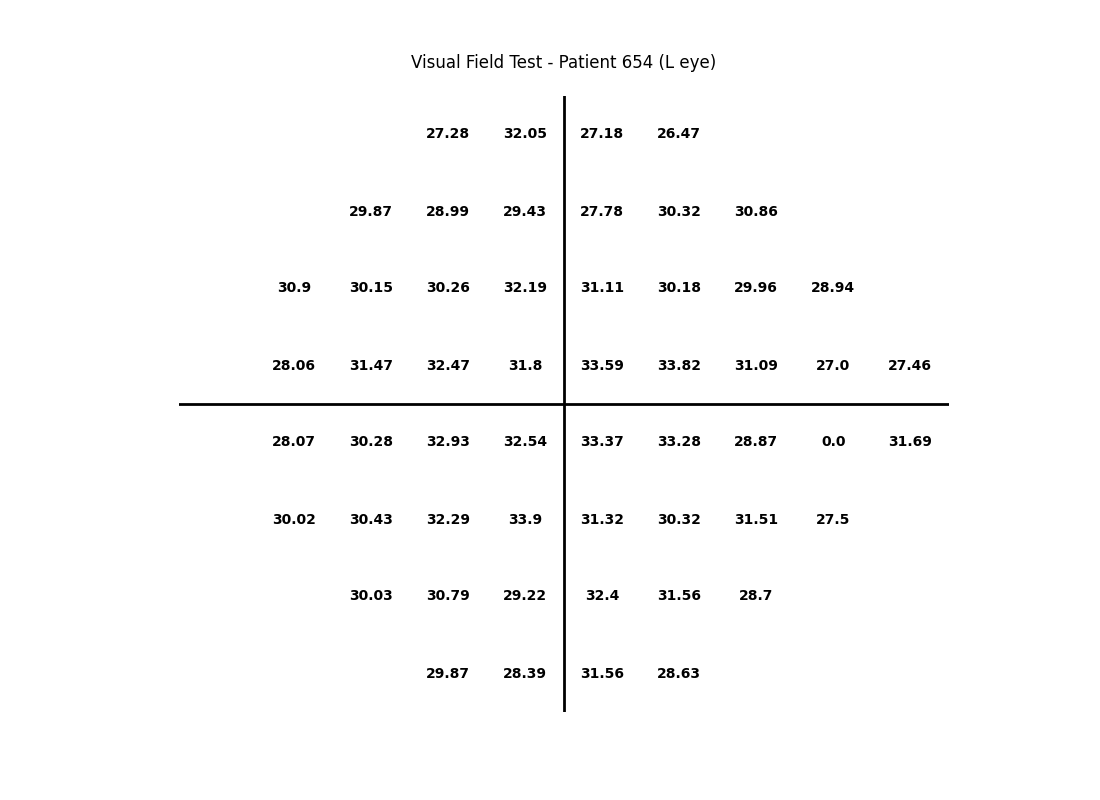 Visual Field Test - Patient 654 (L eye)
27.28 32.05 27.18 26.47
29.87 28.99 29.43 27.78 30.32 30.86
30.9 30.15 30.26 32.19 31.11 30.18 29.96 28.94
28.06 31.47 32.47 31.8 33.59 33.82 31.09 27.0 27.46
28.07 30.28 32.93 32.54 33.37 33.28 28.87 0.0 31.69
30.02 30.43 32.29 33.9 31.32 30.32 31.51 27.5
30.03 30.79 29.22 32.4 31.56 28.7
29.87 28.39 31.56 28.63